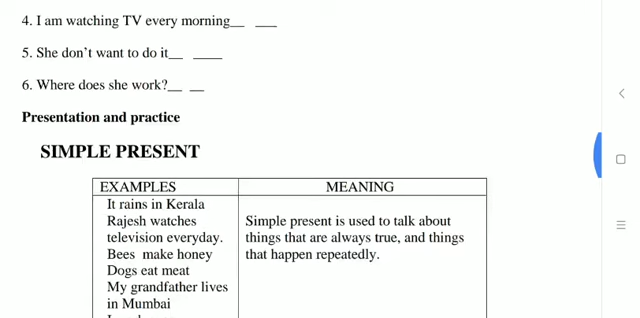 4. I am watching TV every morning__ ___
5. She don't want to do it__ ____
6. Where does she work?__ __
Presentation and practice
SIMPLE PRESENT
EXAMPLES
MEANING
It rains in Kerala
Rajesh watches
television everyday.
Bees make honey
Dogs eat meat
My grandfather lives
in Mumbai
Simple present is used to talk about
things that are always true, and things
that happen repeatedly.